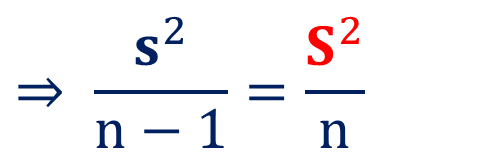 ⇒ s²/(n − 1) = S²/n